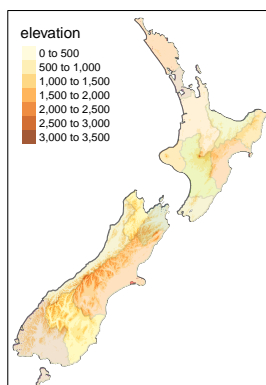 elevation
0 to 500
500 to 1,000
1,000 to 1,500
1,500 to 2,000
2,000 to 2,500
2,500 to 3,000
3,000 to 3,500